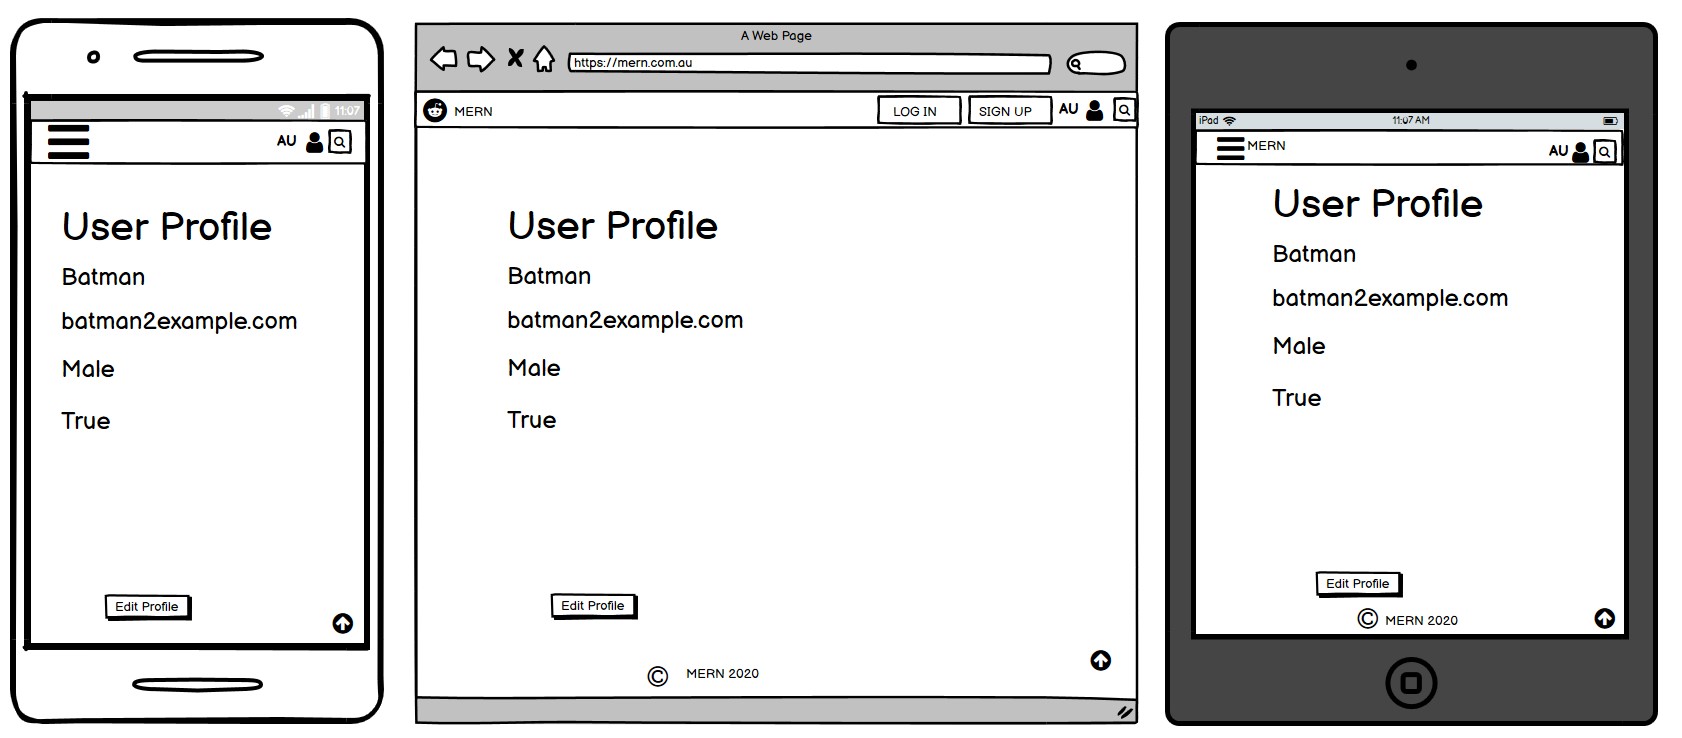 11:07
AU
User Profile
Batman
batman2example.com
Male
True
Edit Profile
A Web Page
https://mern.com.au
MERN
LOG IN
SIGN UP
AU
User Profile
Batman
batman2example.com
Male
True
Edit Profile
© MERN 2020
iPad
11:07 AM
MERN
AU
User Profile
Batman
batman2example.com
Male
True
Edit Profile
© MERN 2020